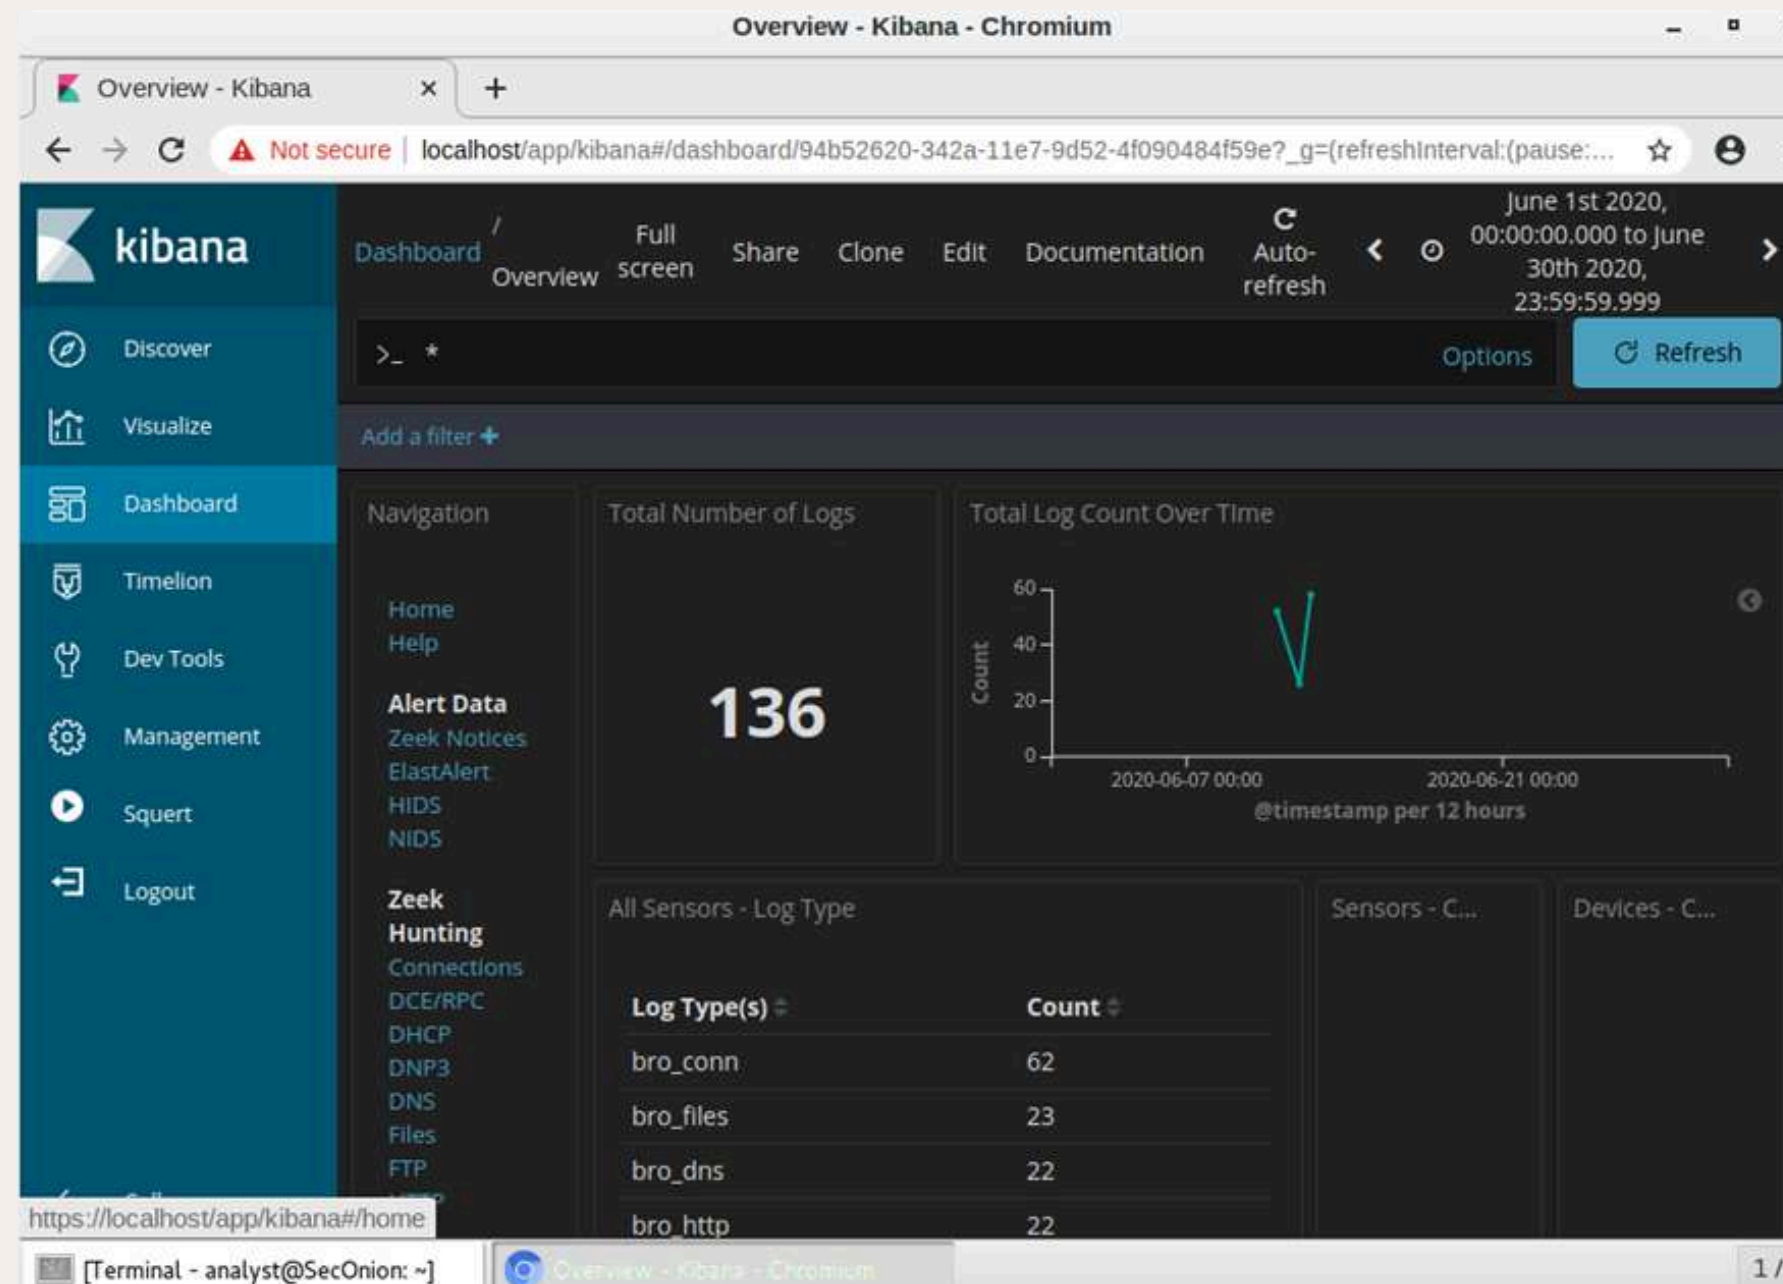 Overview - Kibana - Chromium
Overview - Kibana
Not secure
localhost/app/kibana#/dashboard/94b52620-342a-11e7-9d52-4f090484f59e?_g=(refreshInterval:(pause:...
kibana
Discover
Visualize
Dashboard
Timelion
Dev Tools
Management
Squert
Logout
https://localhost/app/kibana#/home
Dashboard
/
Overview
Full
screen
Share
Clone
Edit
Documentation
Auto-
refresh
June 1st 2020,
00:00:00.000 to June
30th 2020,
23:59:59.999
>_ *
Options
Refresh
Add a filter +
Navigation
Home
Help
Alert Data
Zeek Notices
ElastAlert
HIDS
NIDS
Zeek
Hunting
Connections
DCE/RPC
DHCP
DNP3
DNS
Files
FTP
Total Number of Logs
136
Total Log Count Over TIme
60
40
20
0
Count
2020-06-07 00:00
2020-06-21 00:00
@timestamp per 12 hours
All Sensors - Log Type
Log Type(s) Count
bro_conn 62
bro_files 23
bro_dns 22
bro_http 22
Sensors - C...
Devices - C...
[Terminal - analyst@SecOnion: ~]
Overview - Kibana - Chromium
1 /